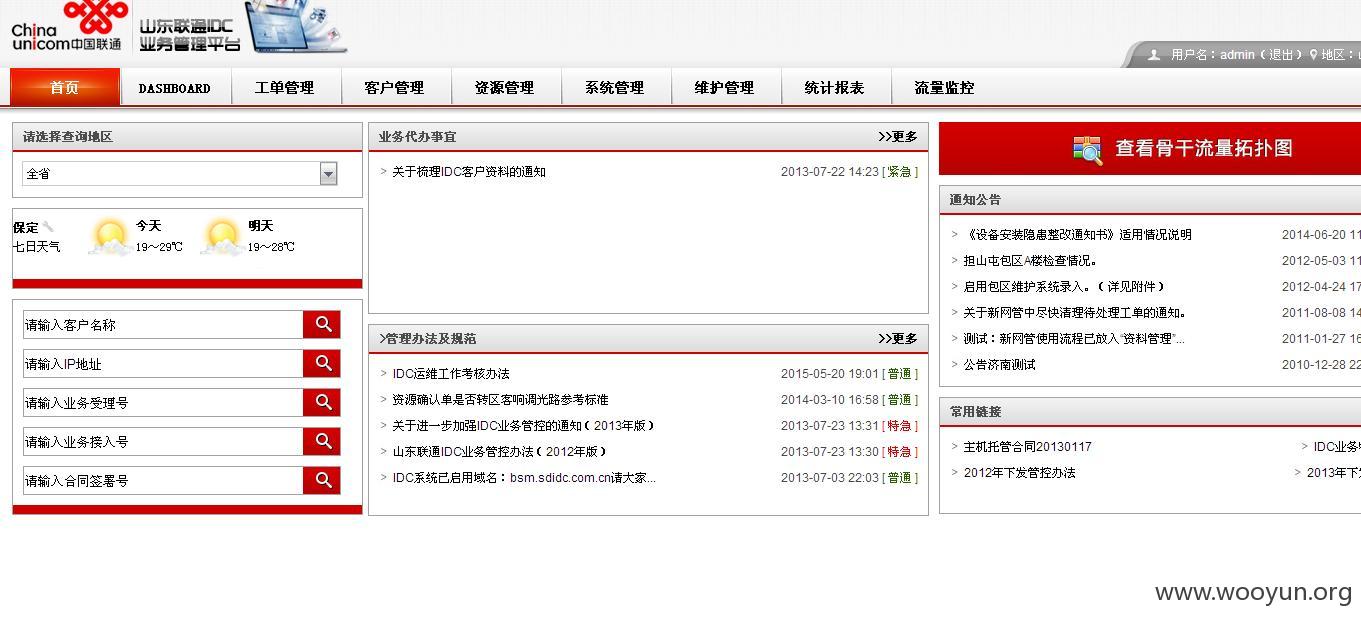 China unicom中国联通
山东联通IDC
业务管理平台
用户名：admin（退出） 地区：
首页 DASHBOARD 工单管理 客户管理 资源管理 系统管理 维护管理 统计报表 流量监控
请选择查询地区
全省
保定
七日天气
今天
19～29℃
明天
19～28℃
请输入客户名称
请输入IP地址
请输入业务受理号
请输入业务接入号
请输入合同签署号
业务代办事宜 >>更多
> 关于梳理IDC客户资料的通知 2013-07-22 14:23 [ 紧急 ]
>管理办法及规范 >>更多
> IDC运维工作考核办法 2015-05-20 19:01 [ 普通 ]
> 资源确认单是否转区客响调光路参考标准 2014-03-10 16:58 [ 普通 ]
> 关于进一步加强IDC业务管控的通知（2013年版） 2013-07-23 13:31 [ 特急 ]
> 山东联通IDC业务管控办法（2012年版） 2013-07-23 13:30 [ 特急 ]
> IDC系统已启用域名：bsm.sdidc.com.cn请大家... 2013-07-03 22:03 [ 普通 ]
查看骨干流量拓扑图
通知公告
> 《设备安装隐患整改通知书》适用情况说明 2014-06-20 11
> 担山屯包区A楼检查情况。 2012-05-03 11
> 启用包区维护系统录入。（详见附件） 2012-04-24 17
> 关于新网管中尽快清理待处理工单的通知。 2011-08-08 14
> 测试：新网管使用流程已放入“资料管理”... 2011-01-27 16
> 公告济南测试 2010-12-28 22
常用链接
> 主机托管合同20130117 > IDC业务
> 2012年下发管控办法 > 2013年下
www.wooyun.org